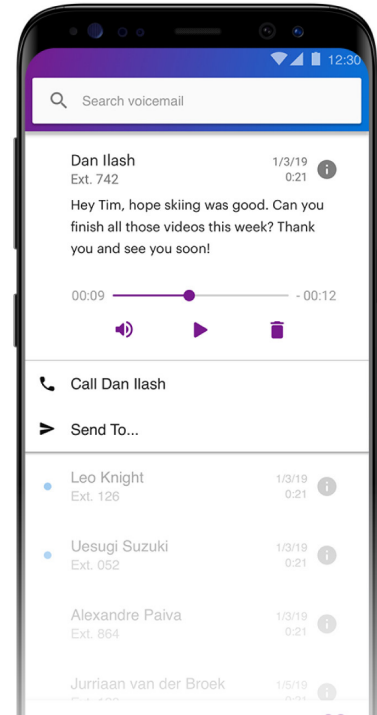 12:30
Search voicemail
Dan Ilash 1/3/19
Ext. 742 0:21
Hey Tim, hope skiing was good. Can you
finish all those videos this week? Thank
you and see you soon!
00:09 - 00:12
Call Dan Ilash
Send To...
Leo Knight 1/3/19
Ext. 126 0:21
Uesugi Suzuki 1/3/19
Ext. 052 0:21
Alexandre Paiva 1/3/19
Ext. 864 0:21
Jurriaan van der Broek 1/5/19